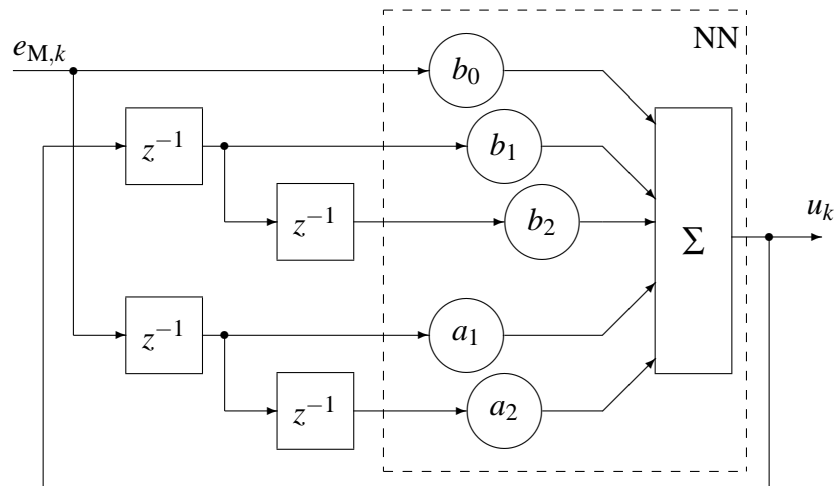 NN
e_{M,k}
b_0
z^{-1}
b_1
z^{-1}
b_2
u_k
Σ
z^{-1}
a_1
z^{-1}
a_2